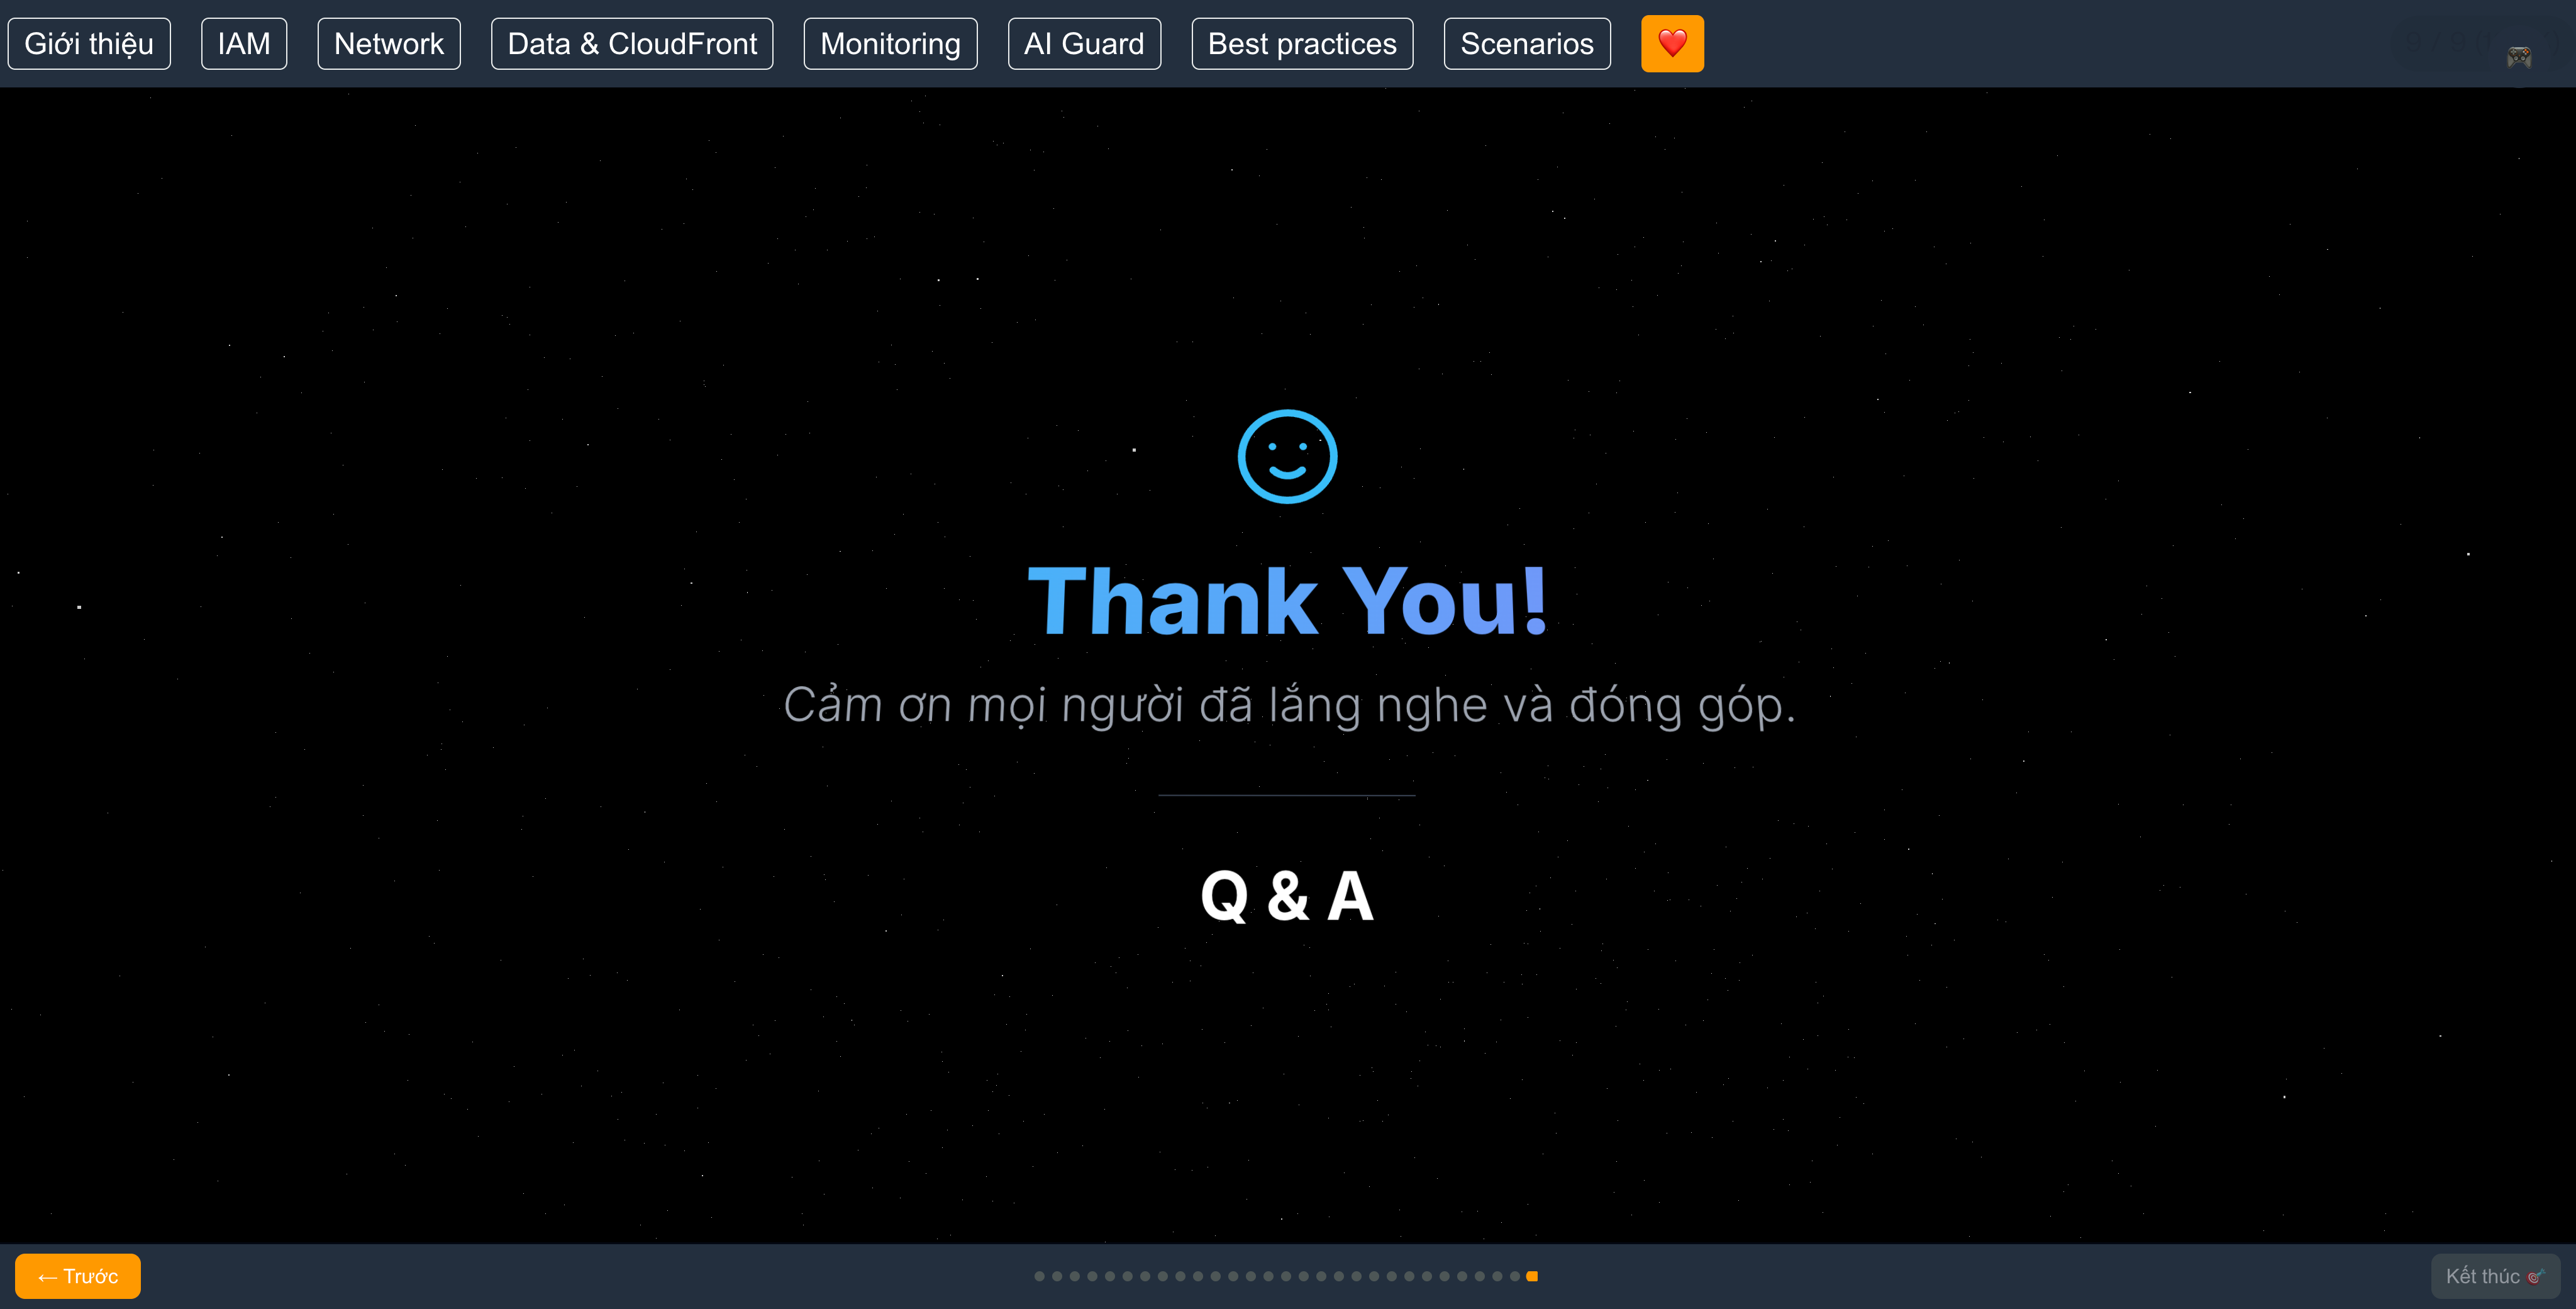 Giới thiệu
IAM
Network
Data & CloudFront
Monitoring
AI Guard
Best practices
Scenarios
Thank You!
Cảm ơn mọi người đã lắng nghe và đóng góp.
Q & A
← Trước
Kết thúc